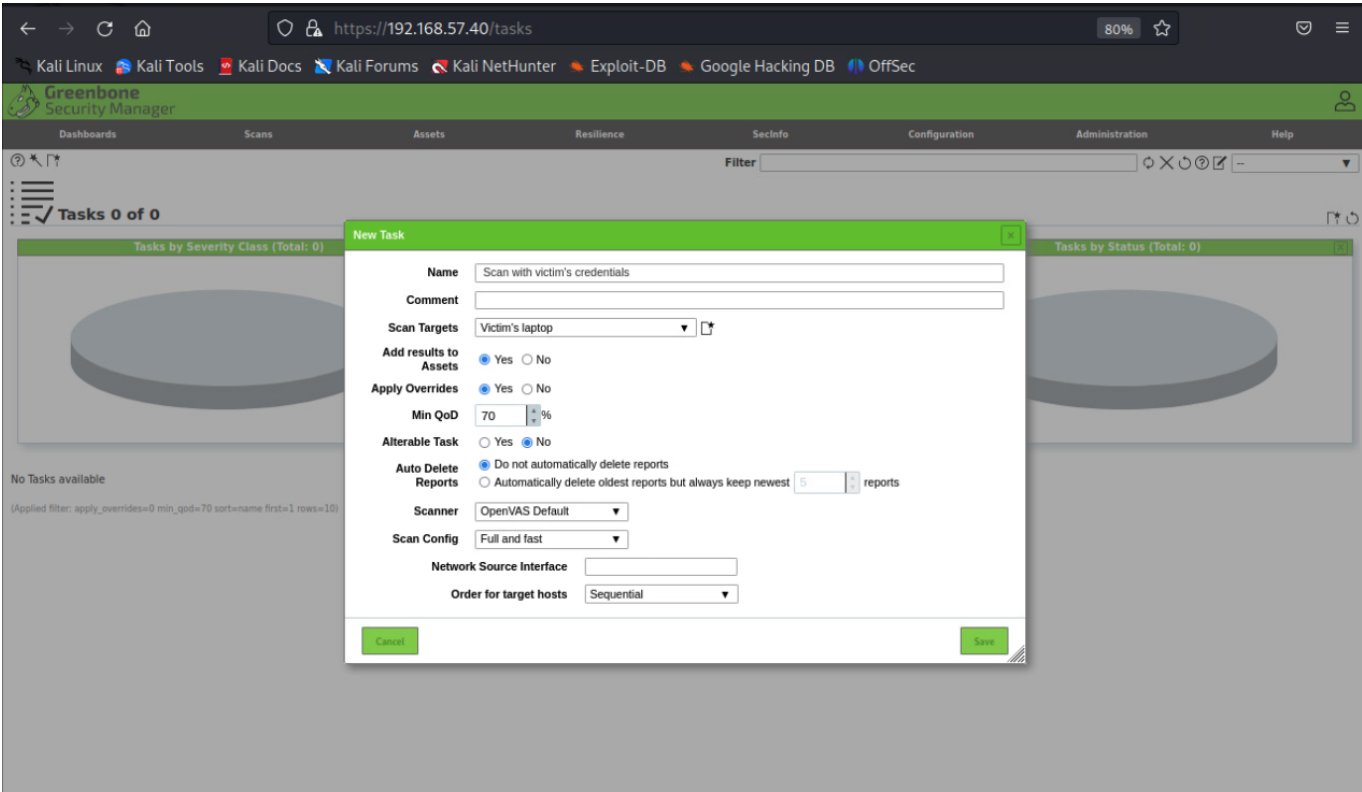 https://192.168.57.40/tasks 80%
Kali Linux Kali Tools Kali Docs Kali Forums Kali NetHunter Exploit-DB Google Hacking DB OffSec
Greenbone
Security Manager
Dashboards Scans Assets Resilience SecInfo Configuration Administration Help
Filter --
Tasks 0 of 0
Tasks by Severity Class (Total: 0) Tasks by Status (Total: 0)
New Task
Name Scan with victim's credentials
Comment
Scan Targets Victim's laptop
Add results to
Assets Yes No
Apply Overrides Yes No
Min QoD 70 %
Alterable Task Yes No
Auto Delete
Reports
Do not automatically delete reports
Automatically delete oldest reports but always keep newest 5 reports
Scanner OpenVAS Default
Scan Config Full and fast
Network Source Interface
Order for target hosts Sequential
Cancel Save
No Tasks available
(Applied filter: apply_overrides=0 min_qod=70 sort=name first=1 rows=10)